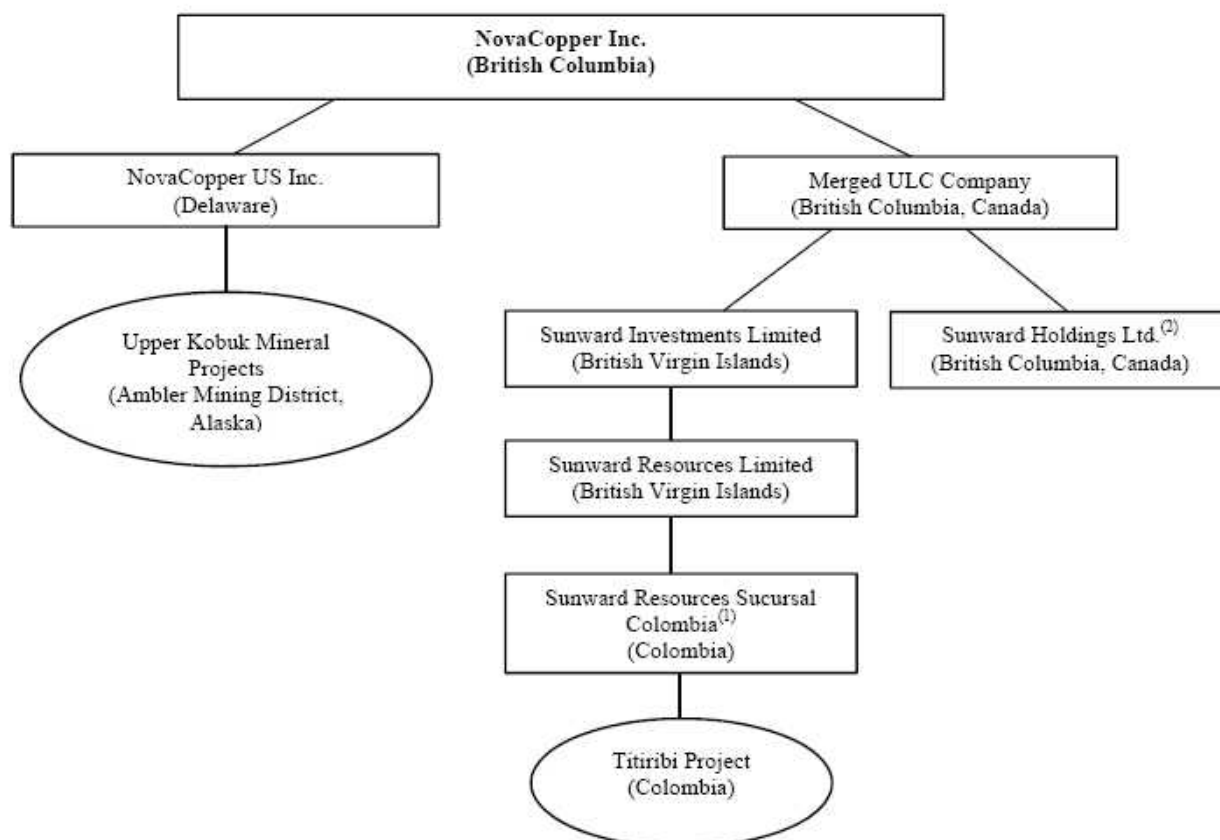 NovaCopper Inc.
(British Columbia)
NovaCopper US Inc.
(Delaware)
Merged ULC Company
(British Columbia, Canada)
Upper Kobuk Mineral
Projects
(Ambler Mining District,
Alaska)
Sunward Investments Limited
(British Virgin Islands)
Sunward Holdings Ltd.(2)
(British Columbia, Canada)
Sunward Resources Limited
(British Virgin Islands)
Sunward Resources Sucursal
Colombia(1)
(Colombia)
Titiribi Project
(Colombia)